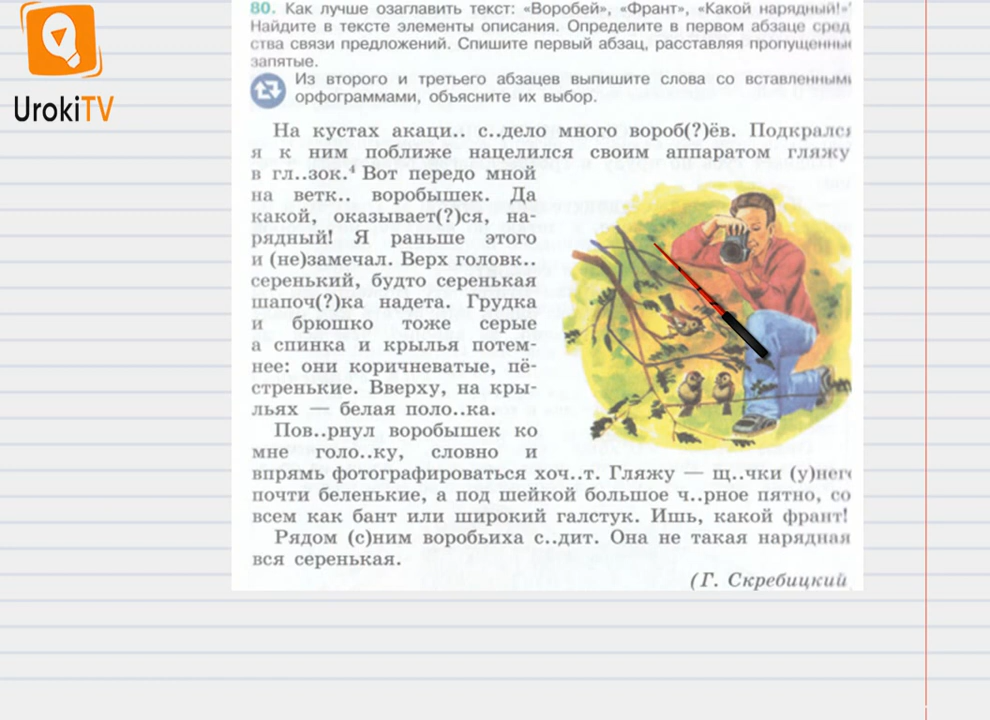 UrokiTV
80. Как лучше озаглавить текст: «Воробей», «Франт», «Какой нарядный!»
Найдите в тексте элементы описания. Определите в первом абзаце сред
ства связи предложений. Спишите первый абзац, расставляя пропущенны
запятые.
Из второго и третьего абзацев выпишите слова со вставленными
орфограммами, объясните их выбор.
На кустах акаци.. с..дело много вороб(?)ёв. Подкрался
я к ним поближе нацелился своим аппаратом гляжу
в гл..зок.⁴ Вот передо мной
на ветк.. воробышек. Да
какой, оказывает(?)ся, на-
рядный! Я раньше этого
и (не)замечал. Верх головк..
серенький, будто серенькая
шапоч(?)ка надета. Грудка
и брюшко тоже серые
а спинка и крылья потем-
нее: они коричневатые, пё-
стренькие. Вверху, на кры-
льях — белая поло..ка.
Пов..рнул воробышек ко
мне голо..ку, словно и
впрямь фотографироваться хоч..т. Гляжу — щ..чки (у)него
почти беленькие, а под шейкой большое ч..рное пятно, со
всем как бант или широкий галстук. Ишь, какой франт!
Рядом (с)ним воробьиха с..дит. Она не такая нарядная
вся серенькая.
(Г. Скребицкий